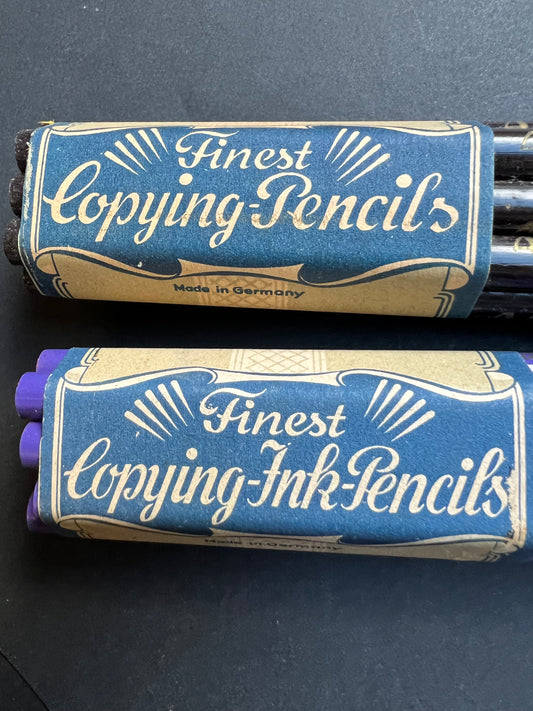 Finest
Copying-Pencils
Made in Germany
Finest
Copying-Ink-Pencils
Made in Germany